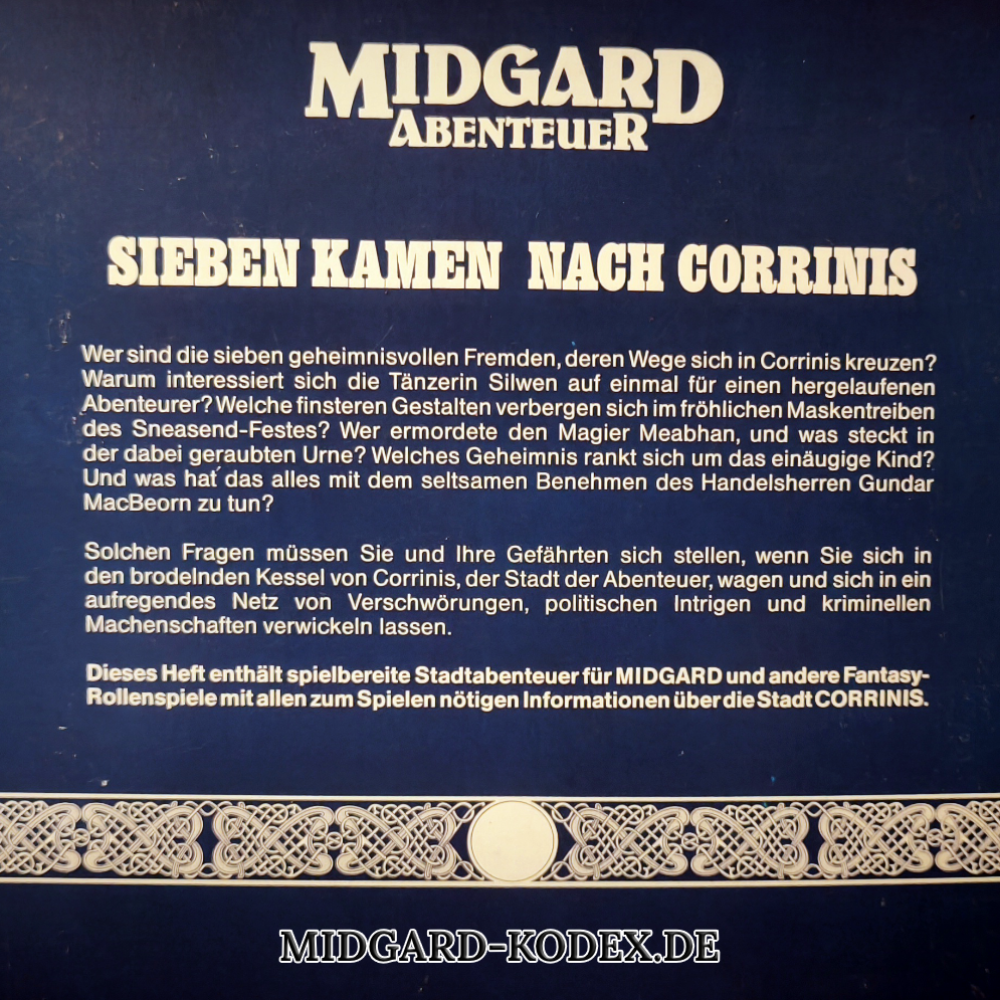 MIDGARD
ABENTEUER
SIEBEN KAMEN NACH CORRINIS
Wer sind die sieben geheimnisvollen Fremden, deren Wege sich in Corrinis kreuzen?
Warum interessiert sich die Tänzerin Silwen auf einmal für einen hergelaufenen
Abenteurer? Welche finsteren Gestalten verbergen sich im fröhlichen Maskentreiben
des Sneasend-Festes? Wer ermordete den Magier Meabhan, und was steckt in
der dabei geraubten Urne? Welches Geheimnis rankt sich um das einäugige Kind?
Und was hat das alles mit dem seltsamen Benehmen des Handelsherren Gundar
MacBeorn zu tun?
Solchen Fragen müssen Sie und Ihre Gefährten sich stellen, wenn Sie sich in
den brodelnden Kessel von Corrinis, der Stadt der Abenteuer, wagen und sich in ein
aufregendes Netz von Verschwörungen, politischen Intrigen und kriminellen
Machenschaften verwickeln lassen.
Dieses Heft enthält spielbereite Stadtabenteuer für MIDGARD und andere Fantasy-
Rollenspiele mit allen zum Spielen nötigen Informationen über die Stadt CORRINIS.
MIDGARD-KODEX.DE